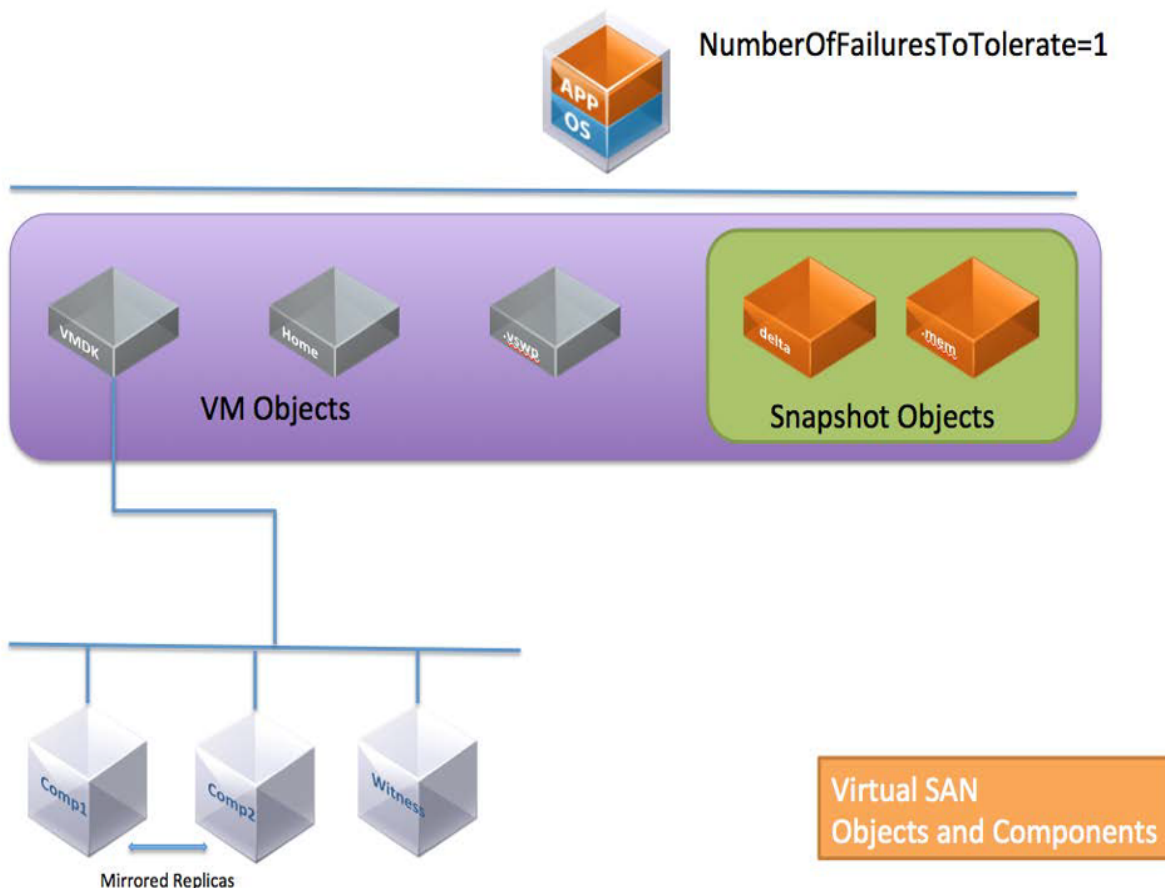 NumberOfFailuresToTolerate=1
APP
OS
VMDK
Home
.vswp
delta
.mem
VM Objects
Snapshot Objects
Comp1
Comp2
Witness
Mirrored Replicas
Virtual SAN
Objects and Components